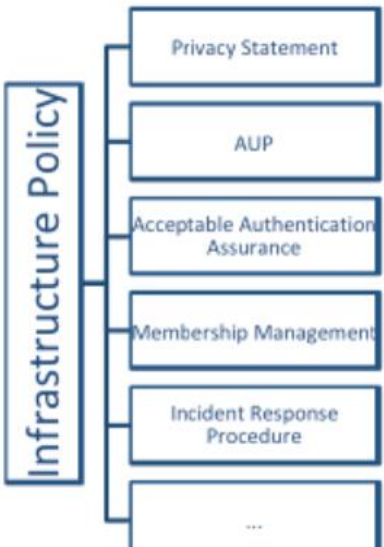 Infrastructure Policy
Privacy Statement
AUP
Acceptable Authentication
Assurance
Membership Management
Incident Response
Procedure
...